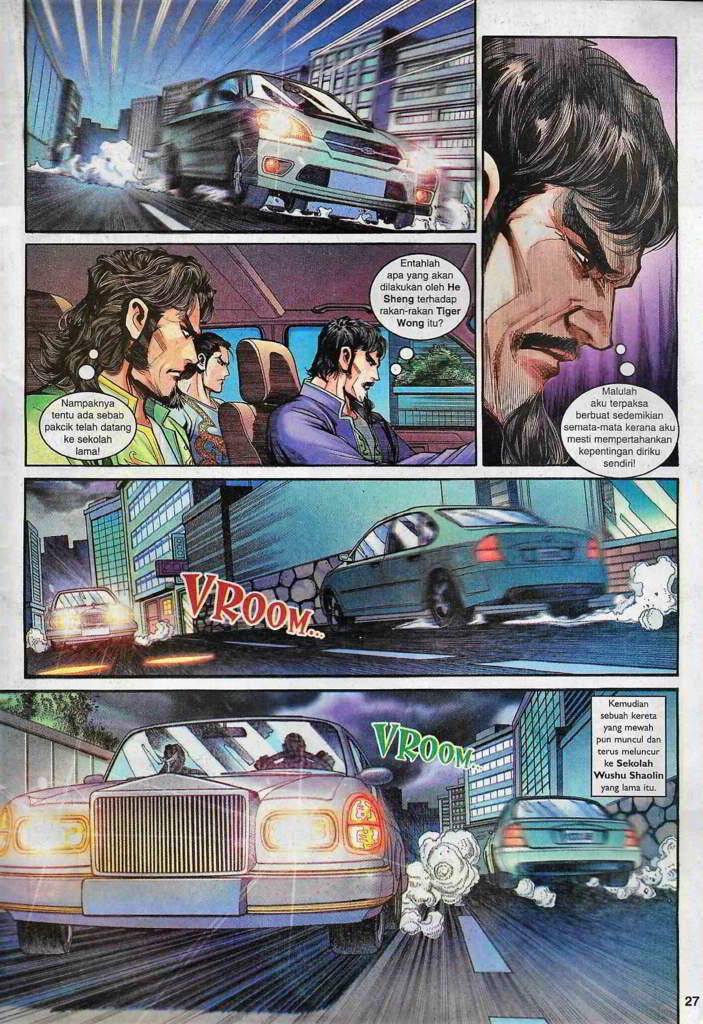 Entahlah
apa yang akan
dilakukan oleh He
Sheng terhadap
rakan-rakan Tiger
Wong itu?
Nampaknya
tentu ada sebab
pakcik telah datang
ke sekolah
lama!
Malulah
aku terpaksa
berbuat sedemikian
semata-mata kerana aku
mesti mempertahankan
kepentingan diriku
sendiri!
VROOM...
VROOM...
Kemudian
sebuah kereta
yang mewah
pun muncul dan
terus meluncur
ke Sekolah
Wushu Shaolin
yang lama itu.
27